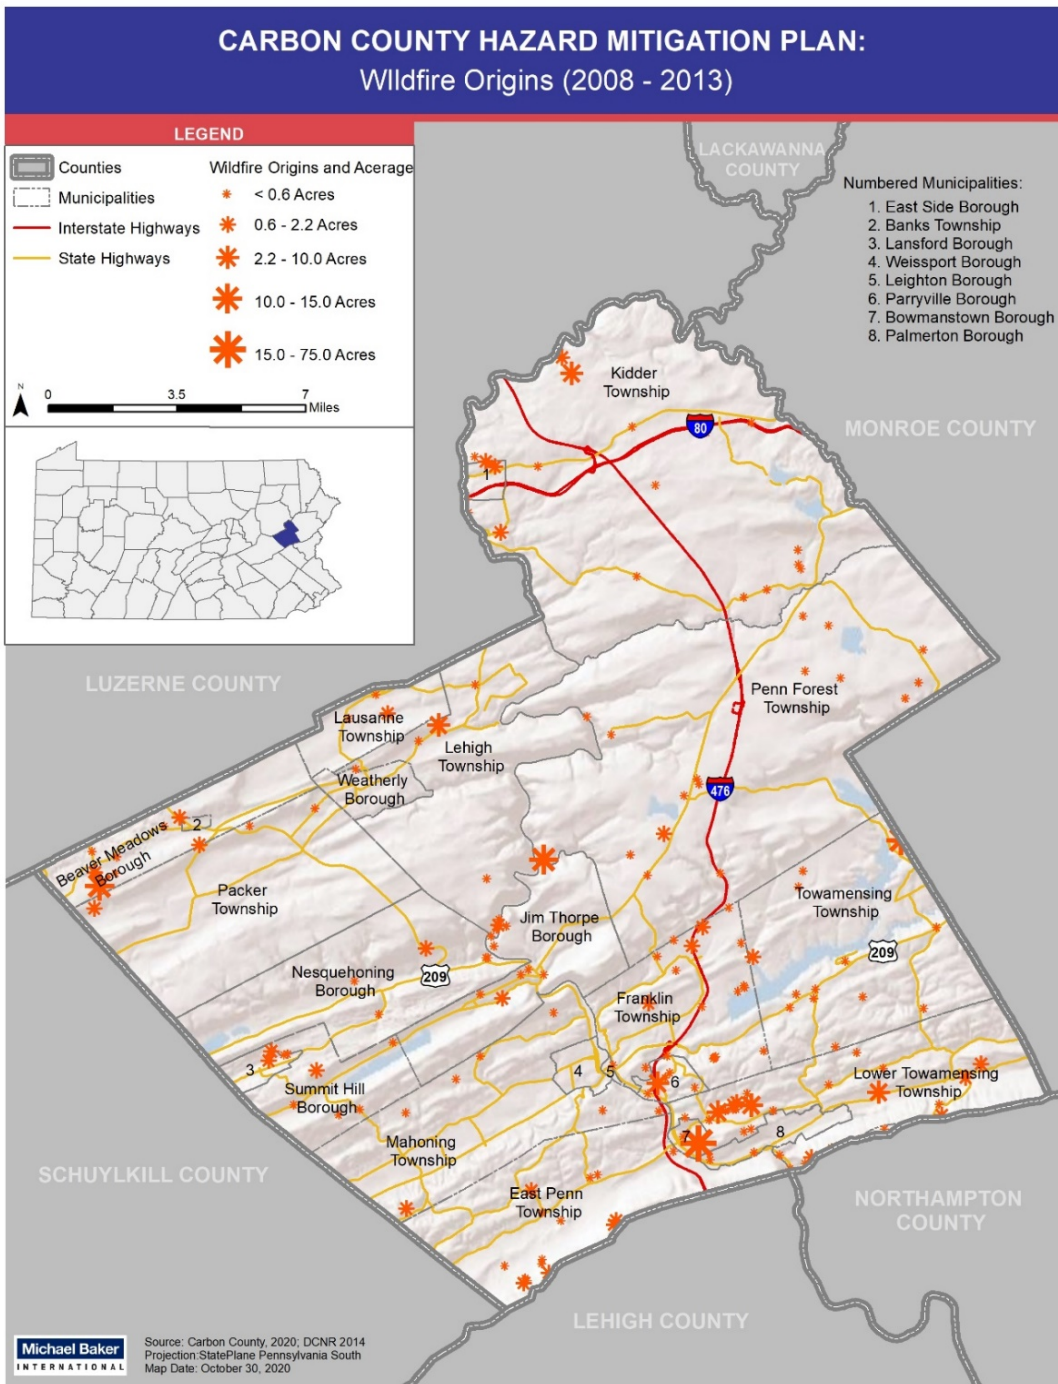 CARBON COUNTY HAZARD MITIGATION PLAN:
WIldfire Origins (2008 - 2013)
LEGEND
Counties
Municipalities
Interstate Highways
State Highways
Wildfire Origins and Acerage
< 0.6 Acres
0.6 - 2.2 Acres
2.2 - 10.0 Acres
10.0 - 15.0 Acres
15.0 - 75.0 Acres
N
0 3.5 7
Miles
LACKAWANNA
COUNTY
Numbered Municipalities:
1. East Side Borough
2. Banks Township
3. Lansford Borough
4. Weissport Borough
5. Leighton Borough
6. Parryville Borough
7. Bowmanstown Borough
8. Palmerton Borough
Kidder
Township
80
MONROE COUNTY
1
LUZERNE COUNTY
Penn Forest
Township
Lausanne
Township
Lehigh
Township
Weatherly
Borough
476
2
Beaver Meadows
Borough
Packer
Township
Towamensing
Township
Jim Thorpe
Borough
209
Nesquehoning
Borough
209
Franklin
Township
3
Summit Hill
Borough
4
5
6
Lower Towamensing
Township
7
8
Mahoning
Township
SCHUYLKILL COUNTY
East Penn
Township
NORTHAMPTON
COUNTY
LEHIGH COUNTY
Michael Baker
INTERNATIONAL
Source: Carbon County, 2020; DCNR 2014
Projection:StatePlane Pennsylvania South
Map Date: October 30, 2020